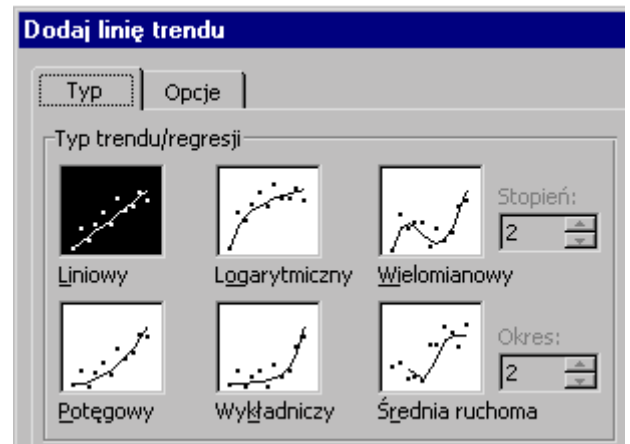 Dodaj linię trendu
Typ Opcje
Typ trendu/regresji
Stopień:
2
Liniowy Logarytmiczny Wielomianowy
Okres:
2
Potęgowy Wykładniczy Średnia ruchoma